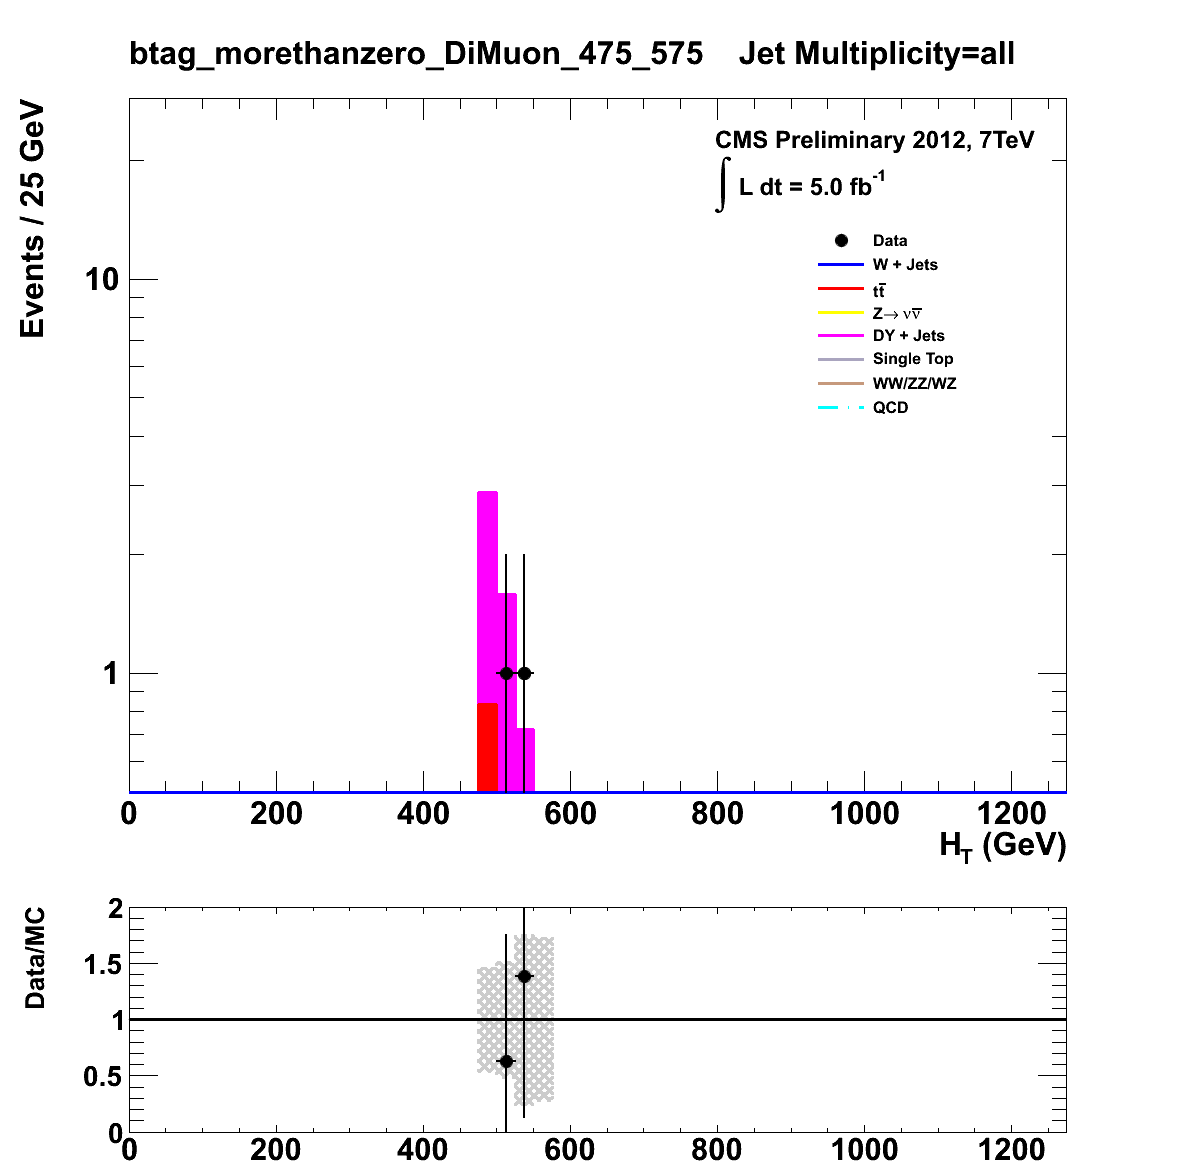 btag_morethanzero_DiMuon_475_575 Jet Multiplicity=all
Events / 25 GeV
CMS Preliminary 2012, 7TeV
∫ L dt = 5.0 fb⁻¹
Data
W + Jets
tt̅
Z→ νν̅
DY + Jets
Single Top
WW/ZZ/WZ
QCD
10
1
0 200 400 600 800 1000 1200
H_T (GeV)
Data/MC
2
1.5
1
0.5
0
0 200 400 600 800 1000 1200